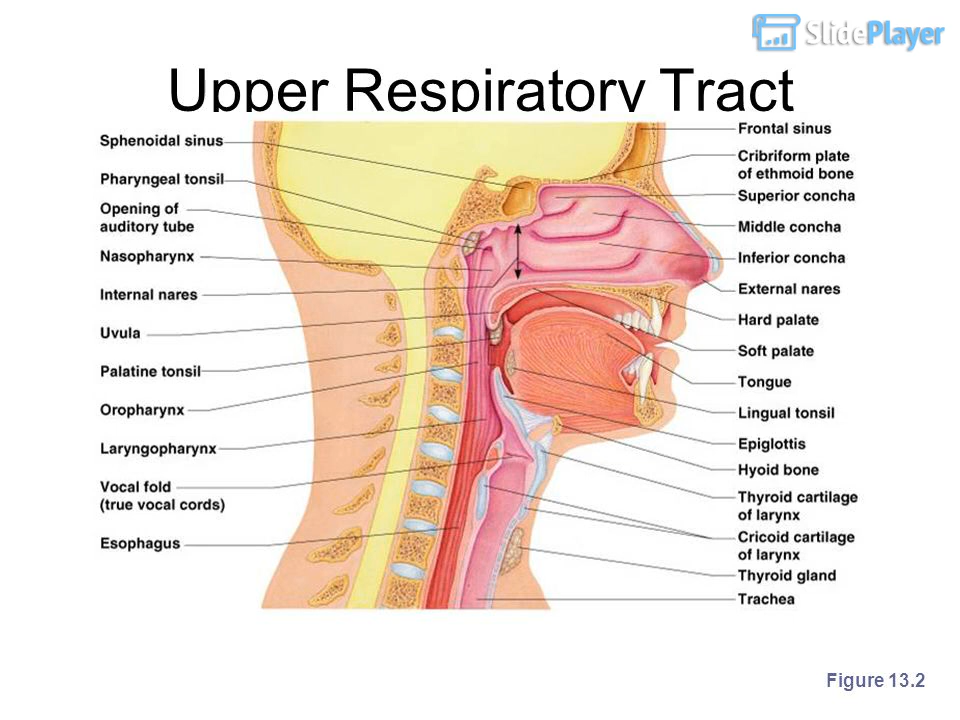 SlidePlayer
Upper Respiratory Tract
Sphenoidal sinus
Pharyngeal tonsil
Opening of
auditory tube
Nasopharynx
Internal nares
Uvula
Palatine tonsil
Oropharynx
Laryngopharynx
Vocal fold
(true vocal cords)
Esophagus
Frontal sinus
Cribriform plate
of ethmoid bone
Superior concha
Middle concha
Inferior concha
External nares
Hard palate
Soft palate
Tongue
Lingual tonsil
Epiglottis
Hyoid bone
Thyroid cartilage
of larynx
Cricoid cartilage
of larynx
Thyroid gland
Trachea
Figure 13.2